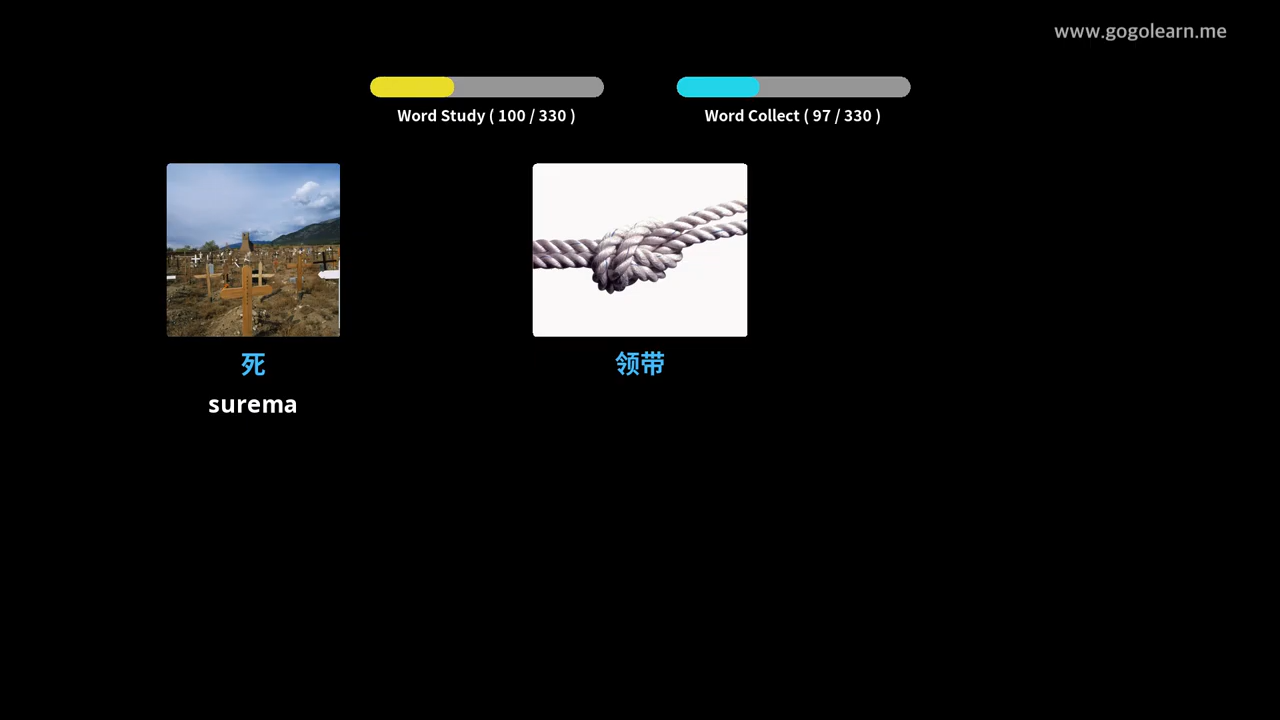 www.gogolearn.me
Word Study ( 100 / 330 )
Word Collect ( 97 / 330 )
死
领带
surema